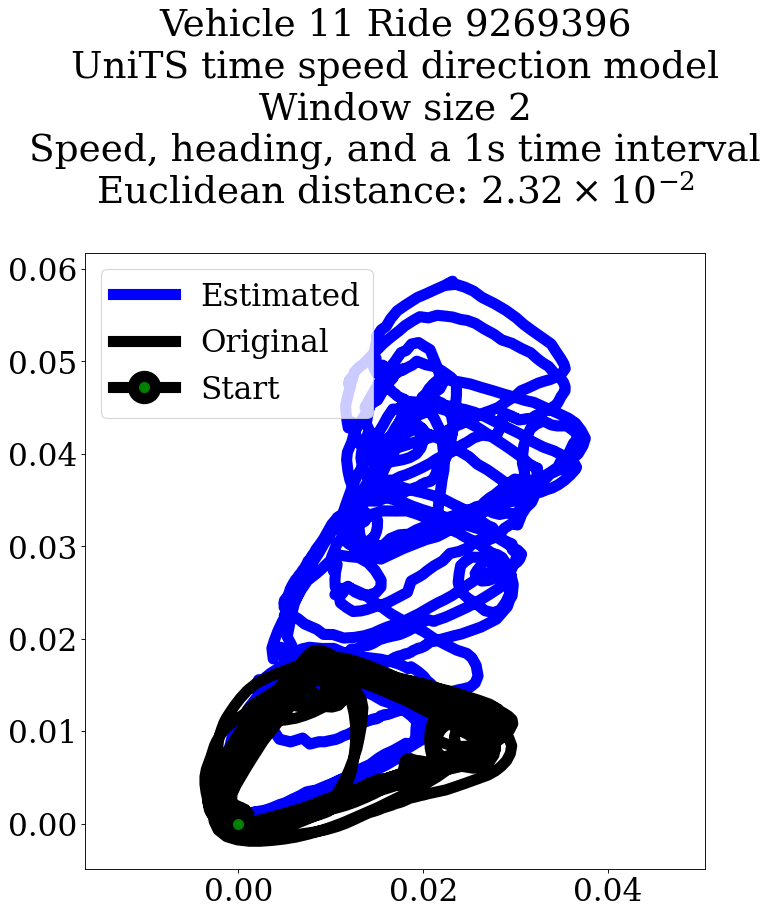 Vehicle 11 Ride 9269396
UniTS time speed direction model
Window size 2
Speed, heading, and a 1s time interval
Euclidean distance: 2.32 × 10⁻²
0.06
Estimated
Original
0.05
Start
0.04
0.03
0.02
0.01
0.00
0.00 0.02 0.04